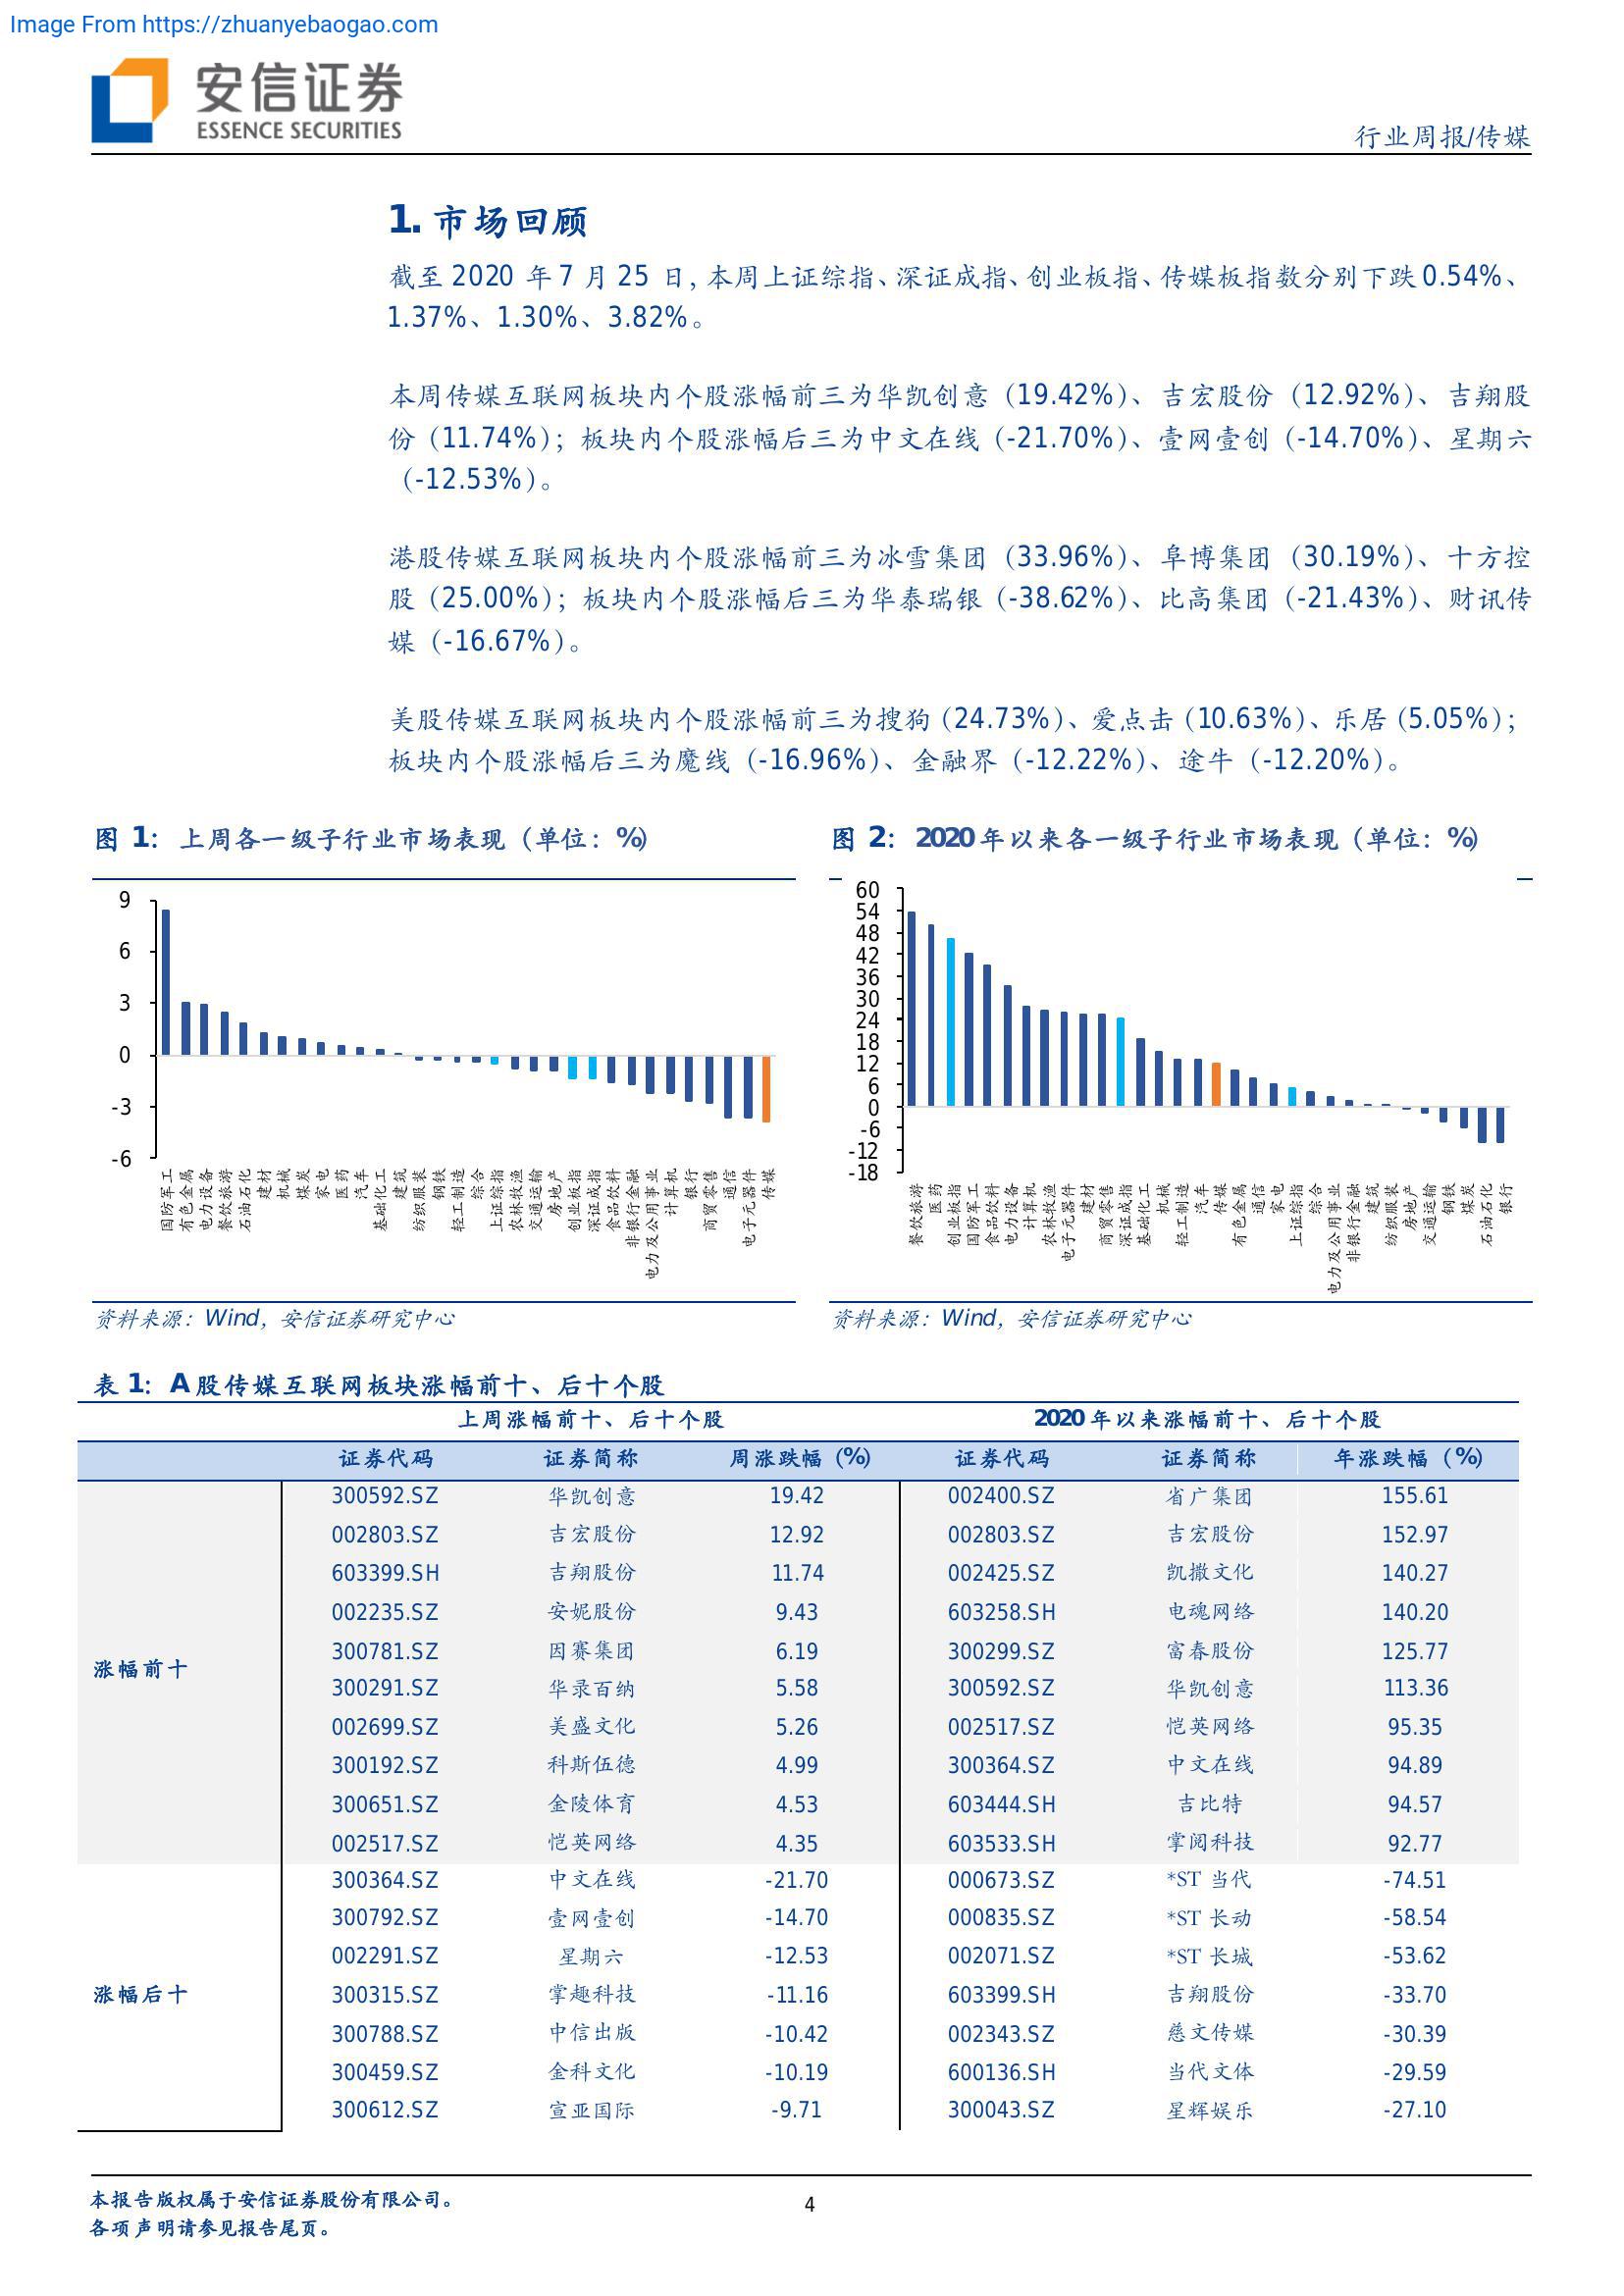 Image From https://zhuanyebaogao.com
安信证券
ESSENCE SECURITIES
行业周报/传媒
1. 市场回顾
截至 2020 年 7 月 25 日, 本周上证综指、深证成指、创业板指、传媒板指数分别下跌 0.54%、
1.37%、1.30%、3.82%。
本周传媒互联网板块内个股涨幅前三为华凯创意（19.42%）、吉宏股份（12.92%）、吉翔股
份（11.74%）；板块内个股涨幅后三为中文在线（-21.70%）、壹网壹创（-14.70%）、星期六
（-12.53%）。
港股传媒互联网板块内个股涨幅前三为冰雪集团（33.96%）、阜博集团（30.19%）、十方控
股（25.00%）；板块内个股涨幅后三为华泰瑞银（-38.62%）、比高集团（-21.43%）、财讯传
媒（-16.67%）。
美股传媒互联网板块内个股涨幅前三为搜狗（24.73%）、爱点击（10.63%）、乐居（5.05%）；
板块内个股涨幅后三为魔线（-16.96%）、金融界（-12.22%）、途牛（-12.20%）。
图 1：上周各一级子行业市场表现（单位：%）
9
6
3
0
-3
-6
国防军工 有色金属 电力设备 餐饮旅游 石油石化 建材 机械 煤炭 家电 医药 汽车 基础化工 建筑 纺织服装 钢铁 轻工制造 综合 上证综指 农林牧渔 交通运输 房地产 创业板指 深证成指 食品饮料 非银行金融 电力及公用事业 计算机 银行 商贸零售 通信 电子元器件 传媒
资料来源：Wind，安信证券研究中心
图 2：2020 年以来各一级子行业市场表现（单位：%）
60
54
48
42
36
30
24
18
12
6
0
-6
-12
-18
餐饮旅游 医药 创业板指 国防军工 食品饮料 电力设备 计算机 农林牧渔 电子元器件 建材 商贸零售 深证成指 基础化工 机械 轻工制造 汽车 传媒 有色金属 通信 家电 上证综指 综合 电力及公用事业 非银行金融 建筑 纺织服装 房地产 交通运输 钢铁 煤炭 石油石化 银行
资料来源：Wind，安信证券研究中心
表 1：A 股传媒互联网板块涨幅前十、后十个股
上周涨幅前十、后十个股 2020 年以来涨幅前十、后十个股
证券代码 证券简称 周涨跌幅（%） 证券代码 证券简称 年涨跌幅（%）
涨幅前十
300592.SZ 华凯创意 19.42 002400.SZ 省广集团 155.61
002803.SZ 吉宏股份 12.92 002803.SZ 吉宏股份 152.97
603399.SH 吉翔股份 11.74 002425.SZ 凯撒文化 140.27
002235.SZ 安妮股份 9.43 603258.SH 电魂网络 140.20
300781.SZ 因赛集团 6.19 300299.SZ 富春股份 125.77
300291.SZ 华录百纳 5.58 300592.SZ 华凯创意 113.36
002699.SZ 美盛文化 5.26 002517.SZ 恺英网络 95.35
300192.SZ 科斯伍德 4.99 300364.SZ 中文在线 94.89
300651.SZ 金陵体育 4.53 603444.SH 吉比特 94.57
002517.SZ 恺英网络 4.35 603533.SH 掌阅科技 92.77
涨幅后十
300364.SZ 中文在线 -21.70 000673.SZ *ST 当代 -74.51
300792.SZ 壹网壹创 -14.70 000835.SZ *ST 长动 -58.54
002291.SZ 星期六 -12.53 002071.SZ *ST 长城 -53.62
300315.SZ 掌趣科技 -11.16 603399.SH 吉翔股份 -33.70
300788.SZ 中信出版 -10.42 002343.SZ 慈文传媒 -30.39
300459.SZ 金科文化 -10.19 600136.SH 当代文体 -29.59
300612.SZ 宣亚国际 -9.71 300043.SZ 星辉娱乐 -27.10
本报告版权属于安信证券股份有限公司。
各项声明请参见报告尾页。
4